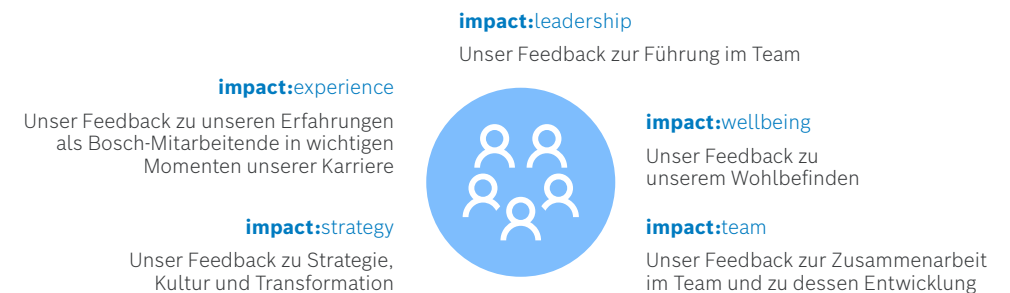 impact:leadership
Unser Feedback zur Führung im Team
impact:experience
Unser Feedback zu unseren Erfahrungen
als Bosch-Mitarbeitende in wichtigen
Momenten unserer Karriere
impact:wellbeing
Unser Feedback zu
unserem Wohlbefinden
impact:strategy
Unser Feedback zu Strategie,
Kultur und Transformation
impact:team
Unser Feedback zur Zusammenarbeit
im Team und zu dessen Entwicklung